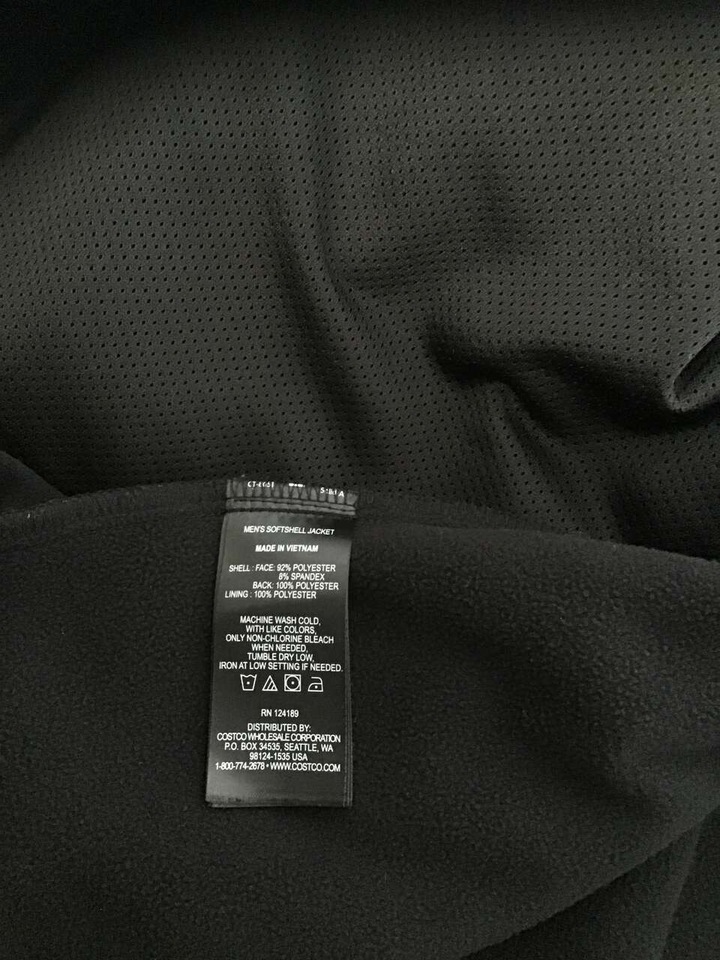 MEN'S SOFTSHELL JACKET
MADE IN VIETNAM
SHELL : FACE: 92% POLYESTER
8% SPANDEX
BACK: 100% POLYESTER
LINING : 100% POLYESTER
MACHINE WASH COLD,
WITH LIKE COLORS,
ONLY NON-CHLORINE BLEACH
WHEN NEEDED,
TUMBLE DRY LOW,
IRON AT LOW SETTING IF NEEDED.
RN 124189
DISTRIBUTED BY:
COSTCO WHOLESALE CORPORATION
P.O. BOX 34535, SEATTLE, WA
98124-1535 USA
1-800-774-2678 • WWW.COSTCO.COM